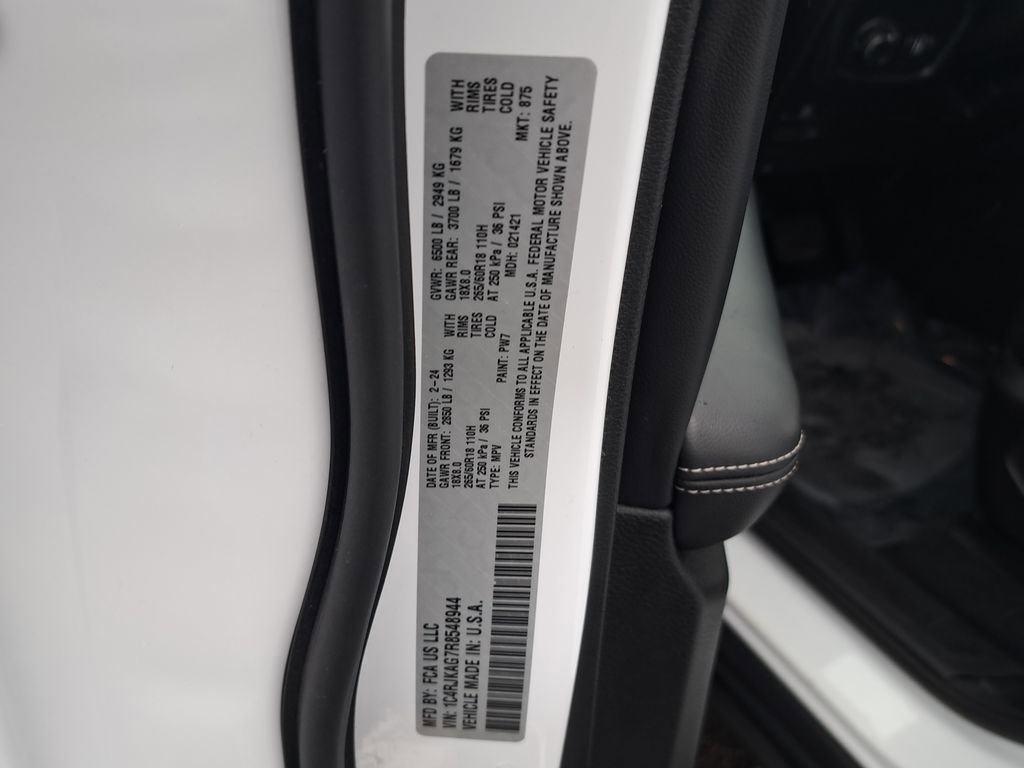 MFD BY: FCA US LLC
VIN: 1C4RJKAG7R8548944
VEHICLE MADE IN: U.S.A.
DATE OF MFR (BUILT): 2-24 GVWR: 6500 LB / 2949 KG
GAWR FRONT: 2850 LB / 1293 KG WITH GAWR REAR: 3700 LB / 1679 KG WITH
18X8.0 RIMS 18X8.0 RIMS
265/60R18 110H TIRES 265/60R18 110H TIRES
AT 250 kPa / 36 PSI COLD AT 250 kPa / 36 PSI COLD
TYPE: MPV PAINT: PW7 MDH: 021421 MKT: 875
THIS VEHICLE CONFORMS TO ALL APPLICABLE U.S.A. FEDERAL MOTOR VEHICLE SAFETY
STANDARDS IN EFFECT ON THE DATE OF MANUFACTURE SHOWN ABOVE.